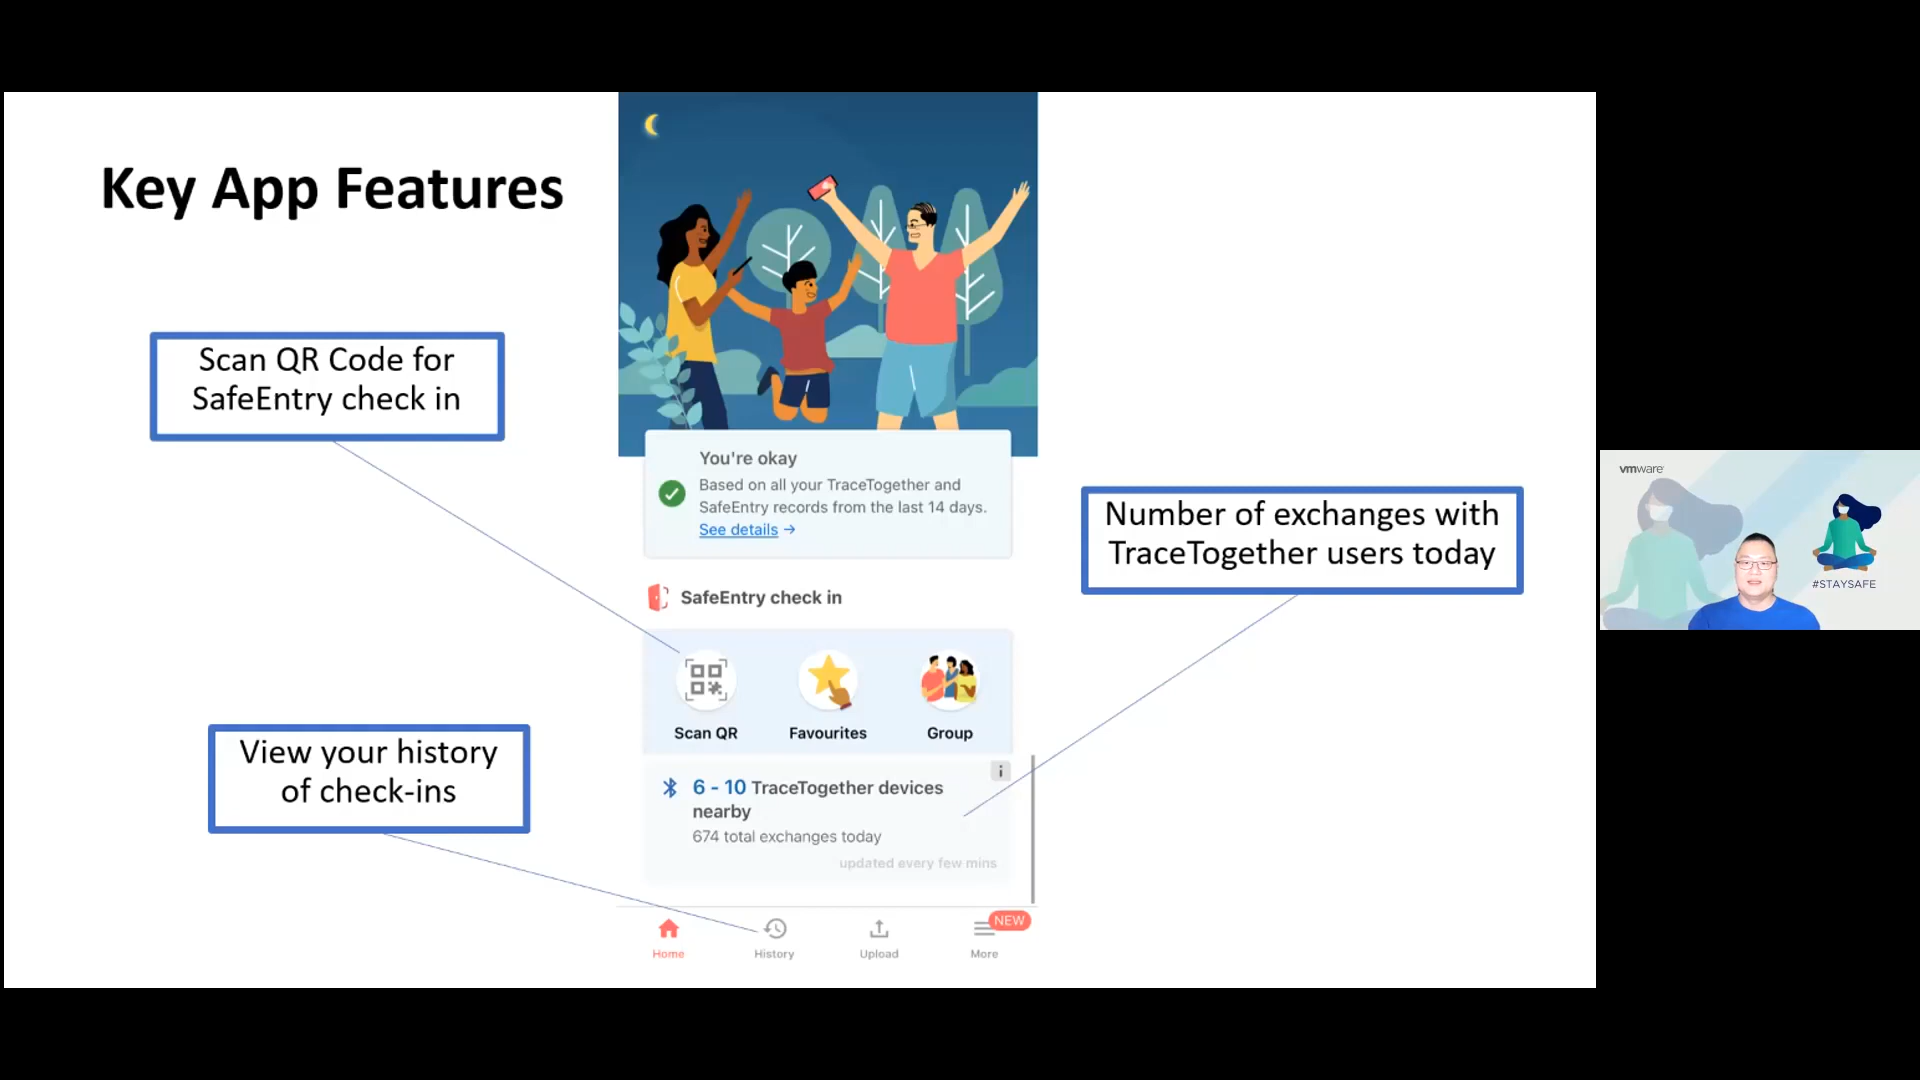 Key App Features
Scan QR Code for
SafeEntry check in
View your history
of check-ins
You're okay
Based on all your TraceTogether and
SafeEntry records from the last 14 days.
See details →
SafeEntry check in
Scan QR
Favourites
Group
i
6 - 10 TraceTogether devices
nearby
674 total exchanges today
updated every few mins
Home
History
Upload
More
NEW
Number of exchanges with
TraceTogether users today
vmware
#STAYSAFE